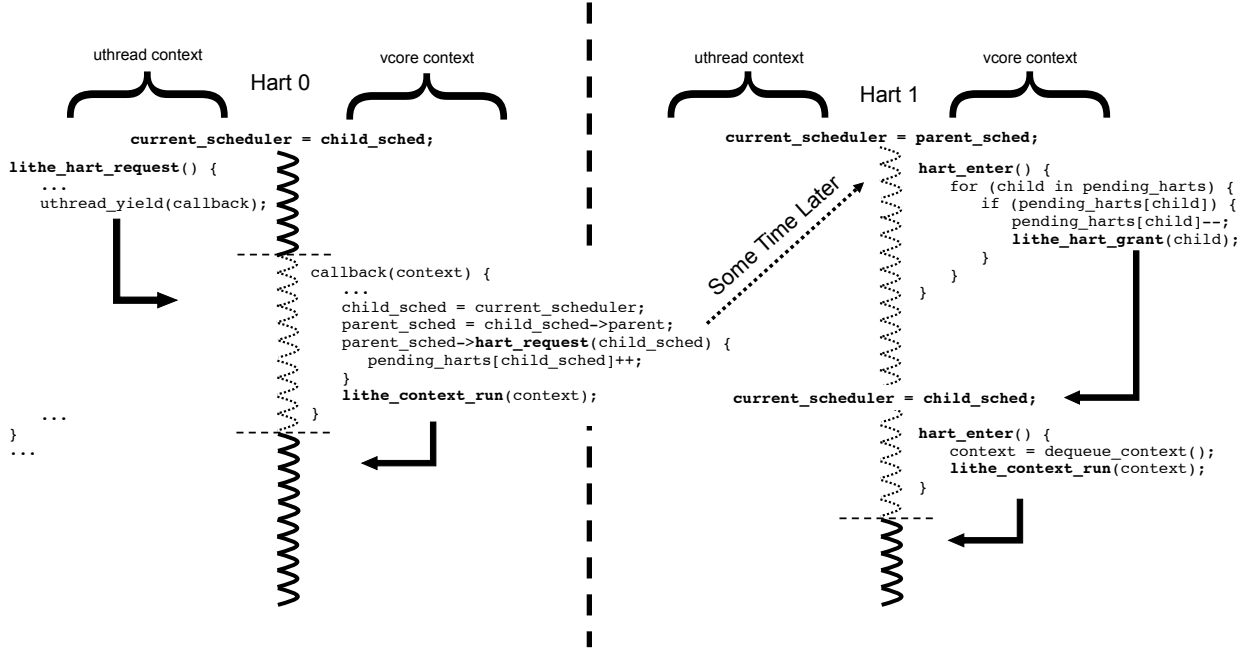 uthread context
vcore context
Hart 0
current_scheduler = child_sched;
lithe_hart_request() {
...
uthread_yield(callback);
callback(context) {
...
child_sched = current_scheduler;
parent_sched = child_sched->parent;
parent_sched->hart_request(child_sched) {
pending_harts[child_sched]++;
}
lithe_context_run(context);
}
...
}
...
Some Time Later
uthread context
vcore context
Hart 1
current_scheduler = parent_sched;
hart_enter() {
for (child in pending_harts) {
if (pending_harts[child]) {
pending_harts[child]--;
lithe_hart_grant(child);
}
}
}
current_scheduler = child_sched;
hart_enter() {
context = dequeue_context();
lithe_context_run(context);
}